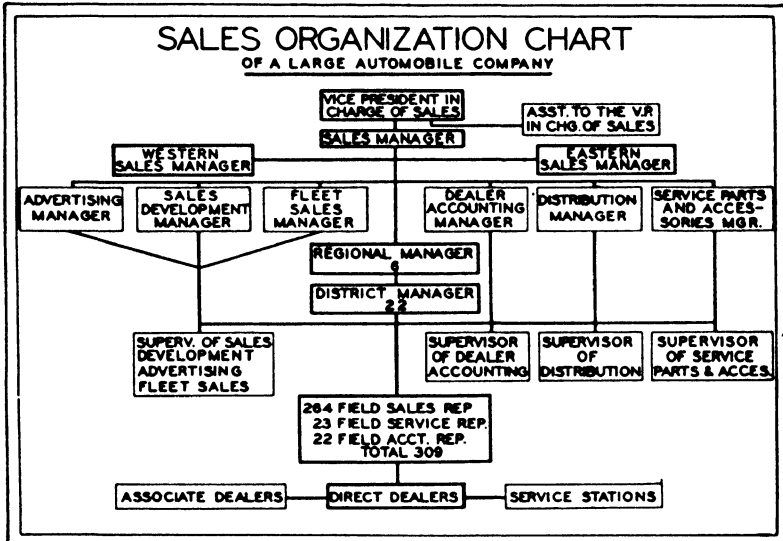 SALES ORGANIZATION CHART
OF A LARGE AUTOMOBILE COMPANY
VICE PRESIDENT IN
CHARGE OF SALES
ASST. TO THE V.P.
IN CHG. OF SALES
SALES MANAGER
WESTERN
SALES MANAGER
EASTERN
SALES MANAGER
ADVERTISING
MANAGER
SALES
DEVELOPMENT
MANAGER
FLEET
SALES
MANAGER
DEALER
ACCOUNTING
MANAGER
DISTRIBUTION
MANAGER
SERVICE PARTS
AND ACCES-
SORIES MGR.
REGIONAL MANAGER
6
DISTRICT MANAGER
22
SUPERV. OF SALES
DEVELOPMENT
ADVERTISING
FLEET SALES
SUPERVISOR
OF DEALER
ACCOUNTING
SUPERVISOR
OF
DISTRIBUTION
SUPERVISOR
OF SERVICE
PARTS & ACCES.
264 FIELD SALES REP
23 FIELD SERVICE REP.
22 FIELD ACCT. REP.
TOTAL 309
ASSOCIATE DEALERS
DIRECT DEALERS
SERVICE STATIONS